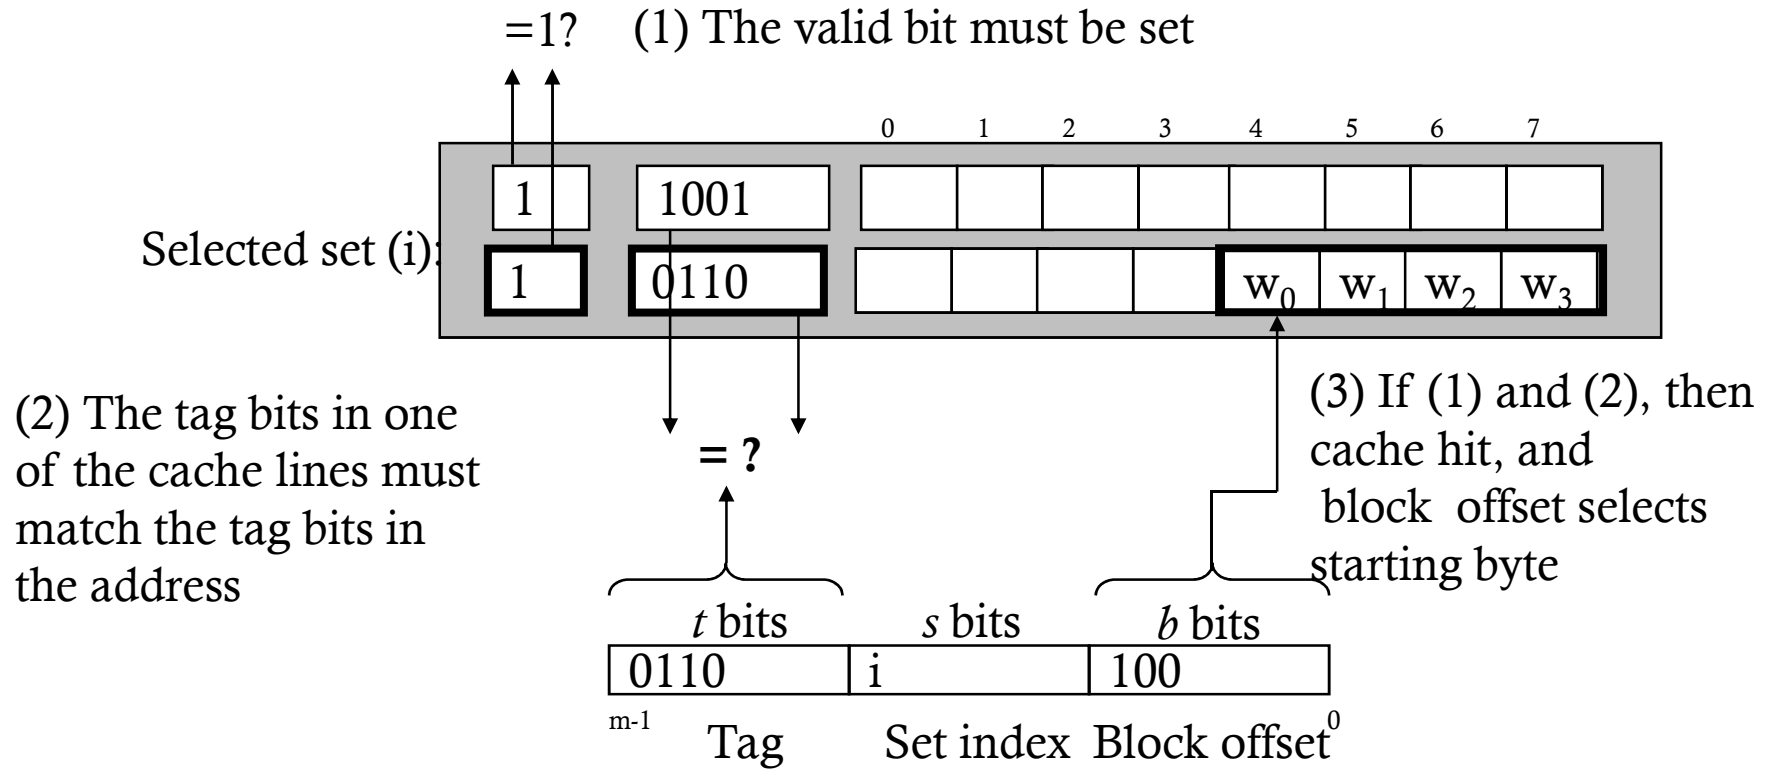 =1? (1) The valid bit must be set
0 1 2 3 4 5 6 7
1 1001
Selected set (i):
1 0110 w0 w1 w2 w3
(2) The tag bits in one
of the cache lines must
match the tag bits in
the address
= ?
(3) If (1) and (2), then
cache hit, and
block offset selects
starting byte
t bits s bits b bits
0110 i 100
m-1 0
Tag Set index Block offset